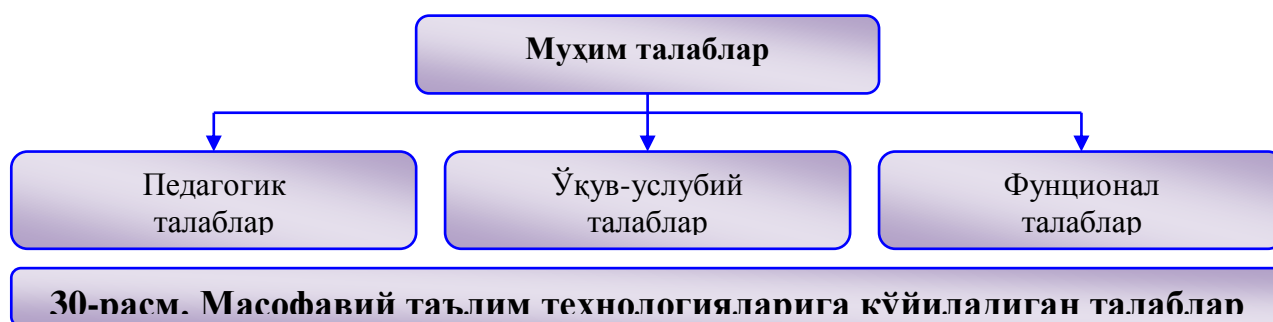 Муҳим талаблар
Педагогик
талаблар
Ўқув-услубий
талаблар
Фунционал
талаблар
30-расм. Масофавий таълим технологияларига қўйиладиган талаблар